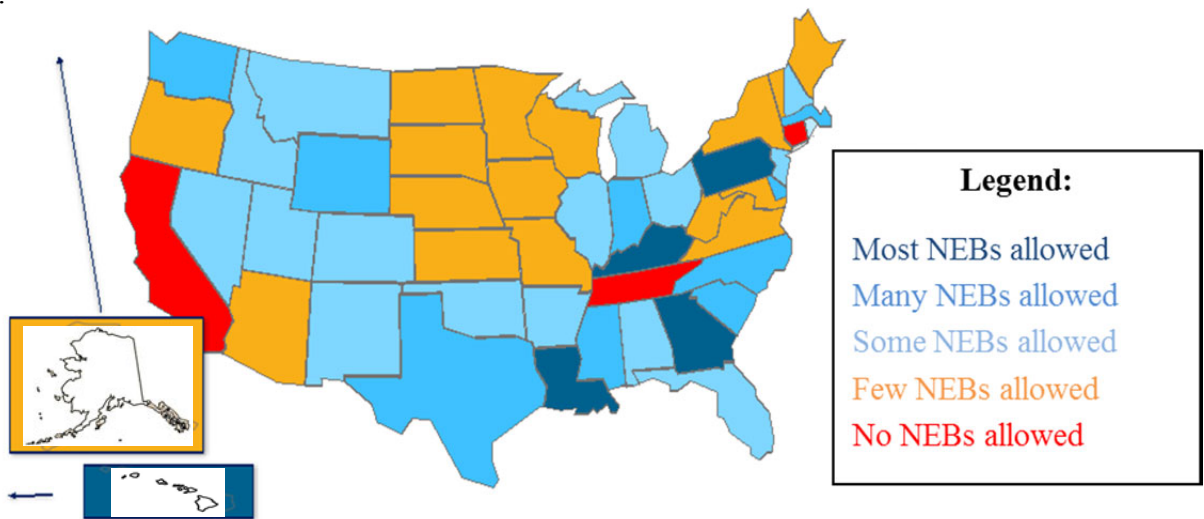 Legend:
Most NEBs allowed
Many NEBs allowed
Some NEBs allowed
Few NEBs allowed
No NEBs allowed